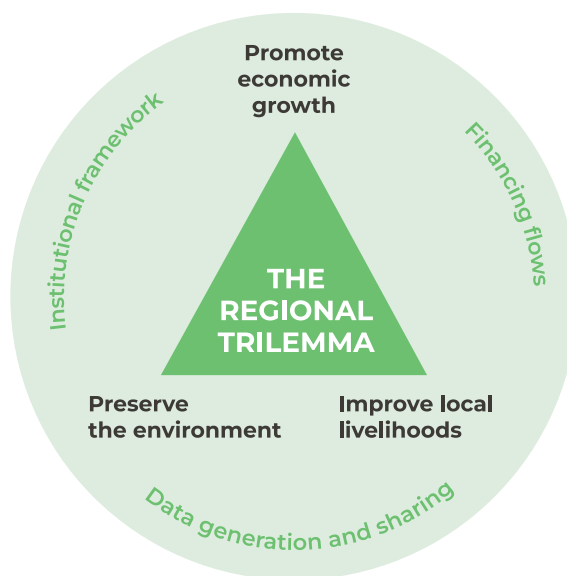 Promote
economic
growth
Institutional framework
Financing flows
THE
REGIONAL
TRILEMMA
Preserve
the environment
Improve local
livelihoods
Data generation and sharing